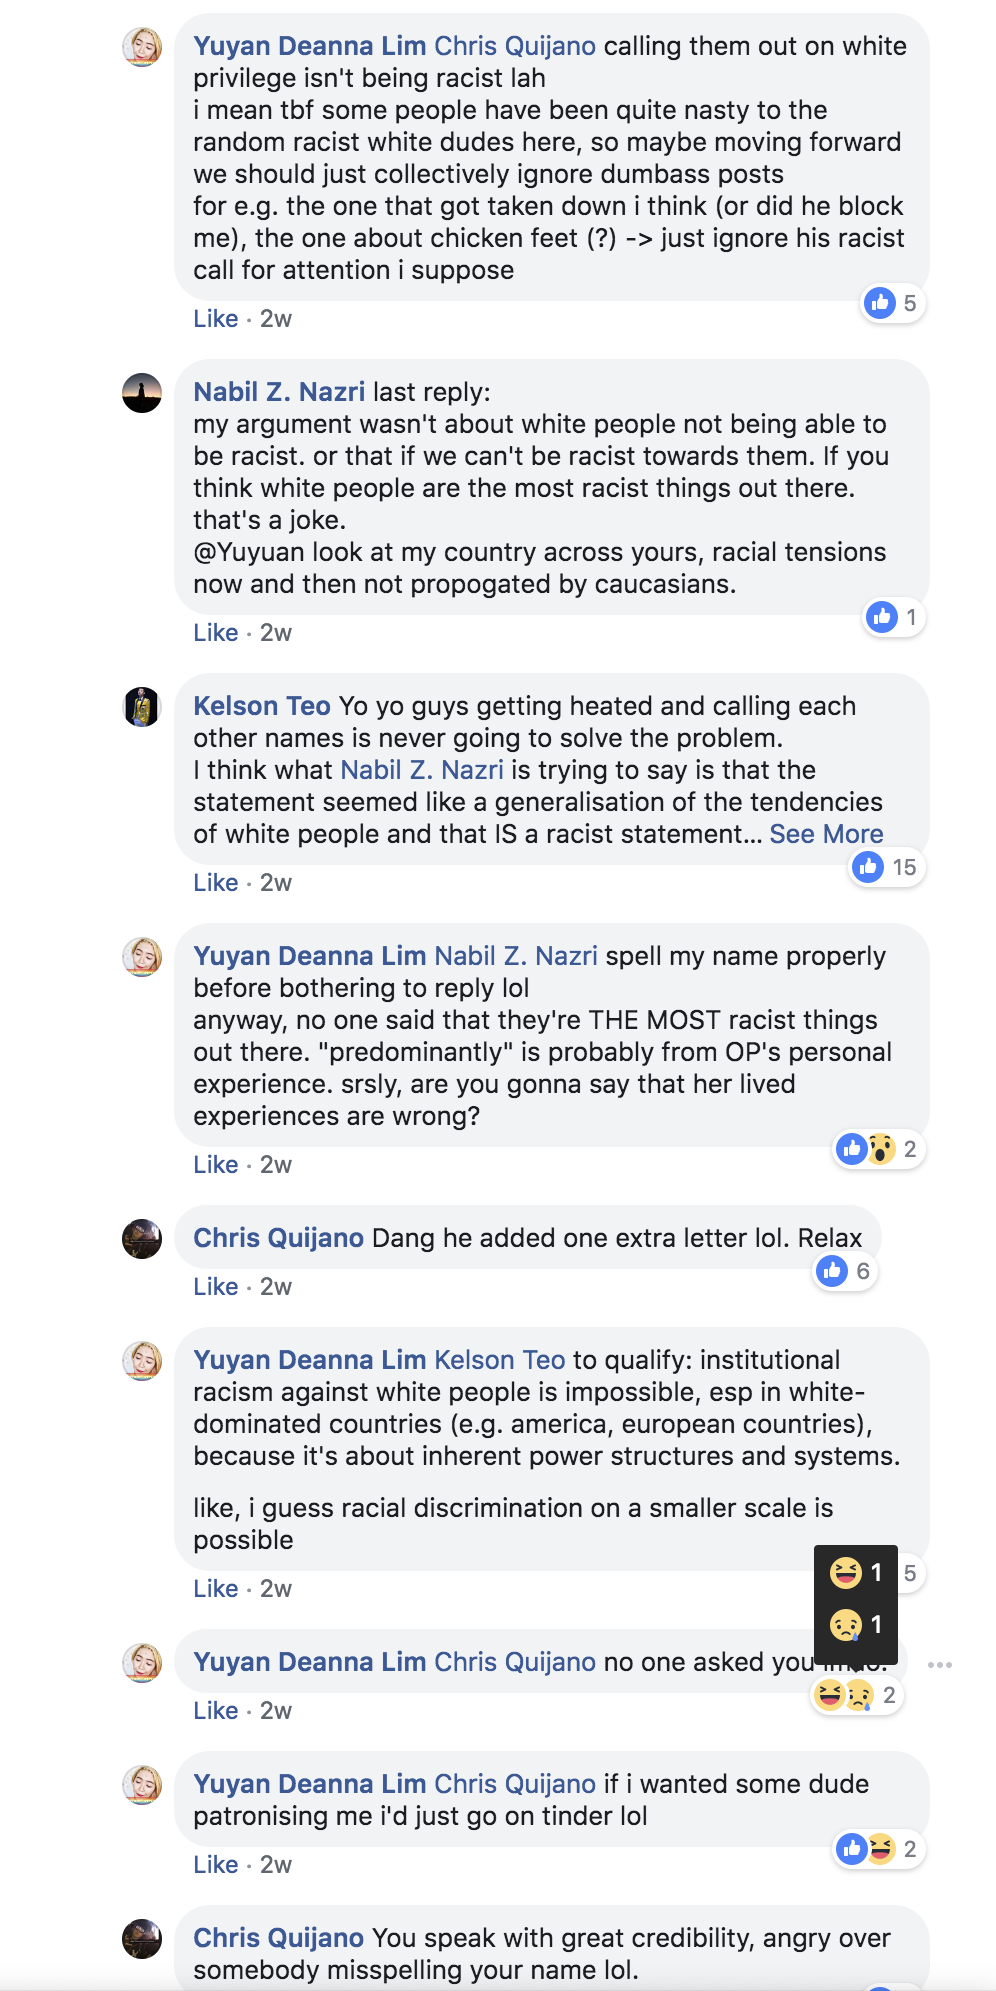 Yuyan Deanna Lim Chris Quijano calling them out on white
privilege isn't being racist lah
i mean tbf some people have been quite nasty to the
random racist white dudes here, so maybe moving forward
we should just collectively ignore dumbass posts
for e.g. the one that got taken down i think (or did he block
me), the one about chicken feet (?) -> just ignore his racist
call for attention i suppose
5
Like · 2w
Nabil Z. Nazri last reply:
my argument wasn't about white people not being able to
be racist. or that if we can't be racist towards them. If you
think white people are the most racist things out there.
that's a joke.
@Yuyuan look at my country across yours, racial tensions
now and then not propogated by caucasians.
1
Like · 2w
Kelson Teo Yo yo guys getting heated and calling each
other names is never going to solve the problem.
I think what Nabil Z. Nazri is trying to say is that the
statement seemed like a generalisation of the tendencies
of white people and that IS a racist statement... See More
15
Like · 2w
Yuyan Deanna Lim Nabil Z. Nazri spell my name properly
before bothering to reply lol
anyway, no one said that they're THE MOST racist things
out there. "predominantly" is probably from OP's personal
experience. srsly, are you gonna say that her lived
experiences are wrong?
2
Like · 2w
Chris Quijano Dang he added one extra letter lol. Relax
6
Like · 2w
Yuyan Deanna Lim Kelson Teo to qualify: institutional
racism against white people is impossible, esp in white-
dominated countries (e.g. america, european countries),
because it's about inherent power structures and systems.
like, i guess racial discrimination on a smaller scale is
possible
1 5
Like · 2w
1
Yuyan Deanna Lim Chris Quijano no one asked you
2
Like · 2w
Yuyan Deanna Lim Chris Quijano if i wanted some dude
patronising me i'd just go on tinder lol
2
Like · 2w
Chris Quijano You speak with great credibility, angry over
somebody misspelling your name lol.